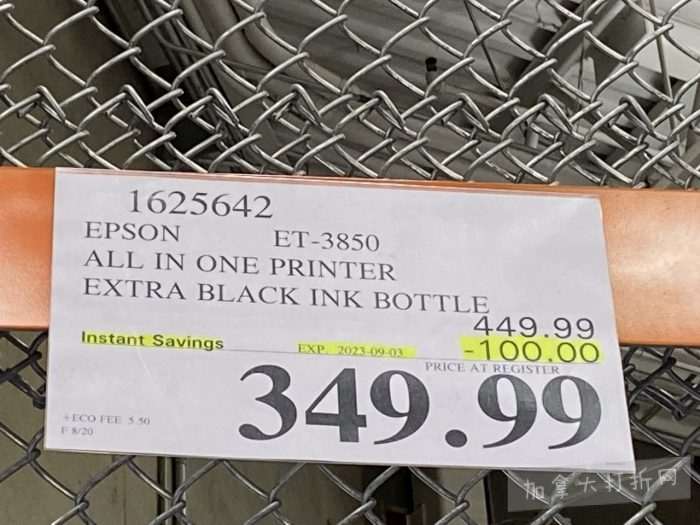 1625642
EPSON ET-3850
ALL IN ONE PRINTER
EXTRA BLACK INK BOTTLE
449.99
Instant Savings EXP. 2023-09-03 -100.00
PRICE AT REGISTER
349.99
+ECO FEE 5.50
F 8/20
加拿大打折网